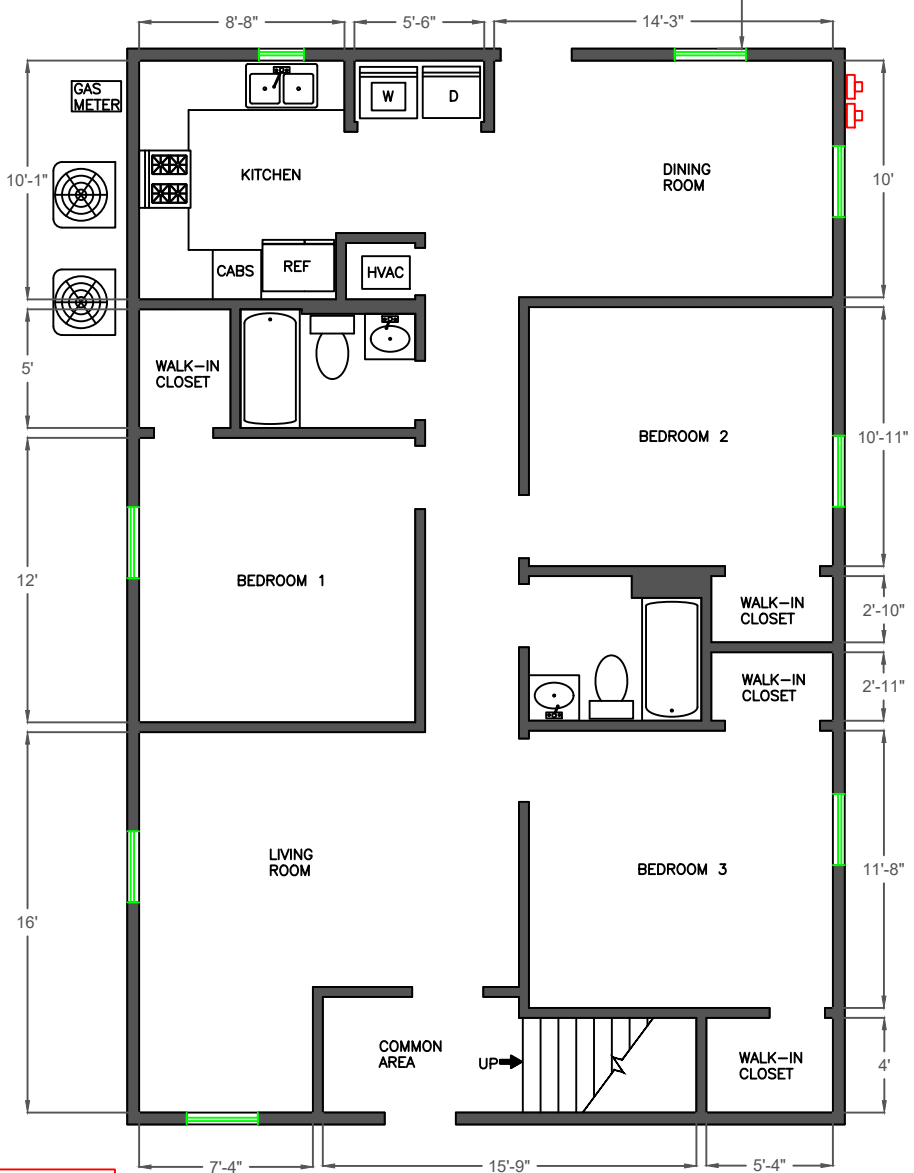 8'-8"
5'-6"
14'-3"
GAS
METER
W
D
10'-1"
KITCHEN
DINING
ROOM
10'
CABS
REF
HVAC
5'
WALK-IN
CLOSET
BEDROOM 2
10'-11"
12'
BEDROOM 1
WALK-IN
CLOSET
2'-10"
WALK-IN
CLOSET
2'-11"
LIVING
ROOM
BEDROOM 3
11'-8"
16'
COMMON
AREA
UP
WALK-IN
CLOSET
4'
7'-4"
15'-9"
5'-4"